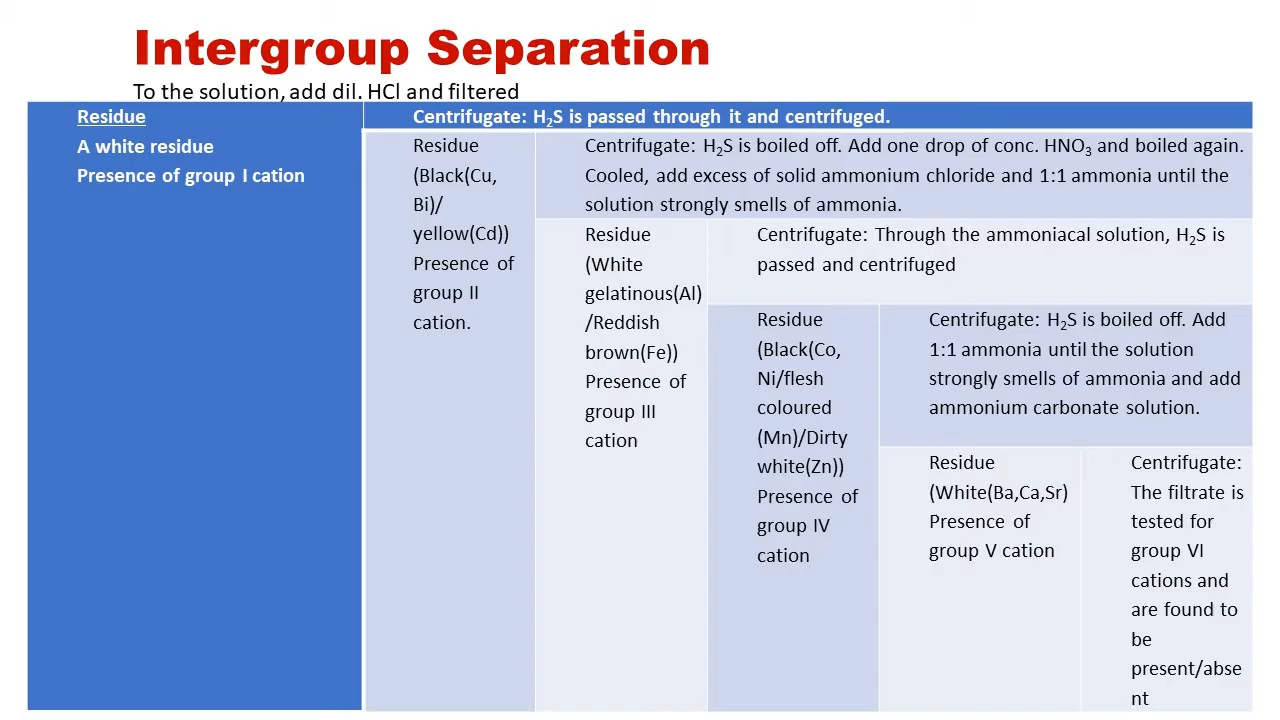 Intergroup Separation
To the solution, add dil. HCl and filtered
Residue
A white residue
Presence of group I cation
Centrifugate: H₂S is passed through it and centrifuged.
Residue
(Black(Cu,
Bi)/
yellow(Cd))
Presence of
group II
cation.
Centrifugate: H₂S is boiled off. Add one drop of conc. HNO₃ and boiled again.
Cooled, add excess of solid ammonium chloride and 1:1 ammonia until the
solution strongly smells of ammonia.
Residue
(White
gelatinous(Al)
/Reddish
brown(Fe))
Presence of
group III
cation
Centrifugate: Through the ammoniacal solution, H₂S is
passed and centrifuged
Residue
(Black(Co,
Ni/flesh
coloured
(Mn)/Dirty
white(Zn))
Presence of
group IV
cation
Centrifugate: H₂S is boiled off. Add
1:1 ammonia until the solution
strongly smells of ammonia and add
ammonium carbonate solution.
Residue
(White(Ba,Ca,Sr)
Presence of
group V cation
Centrifugate:
The filtrate is
tested for
group VI
cations and
are found to
be
present/abse
nt